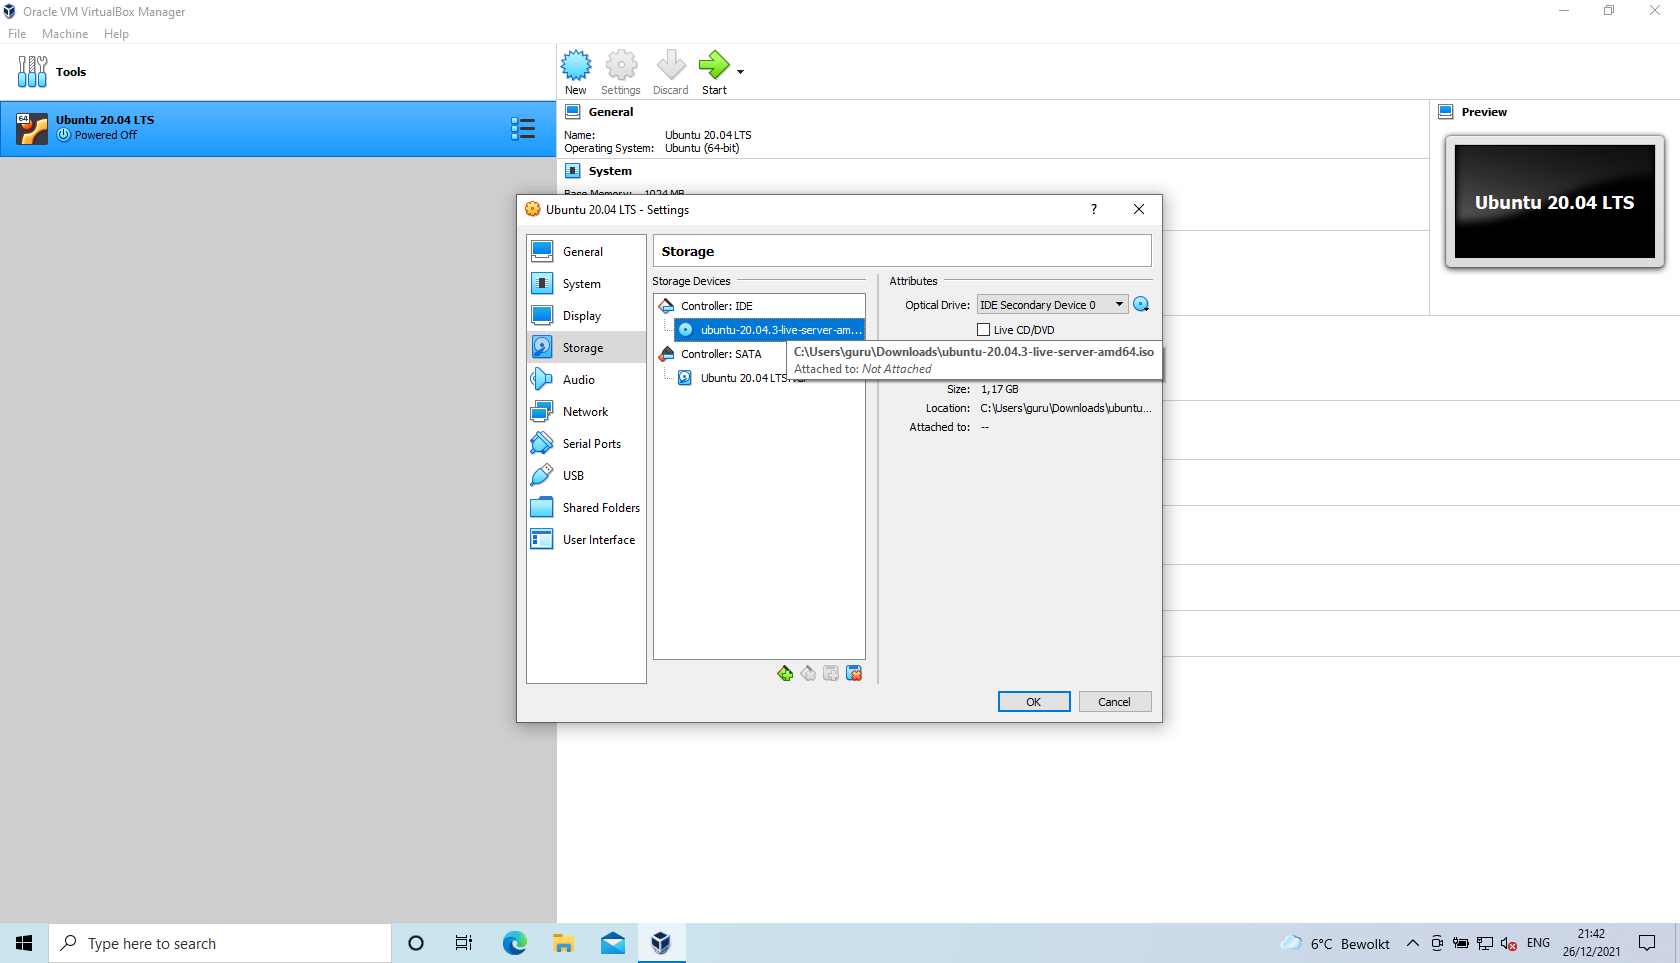 Oracle VM VirtualBox Manager
File Machine Help
Tools
64
Ubuntu 20.04 LTS
Powered Off
New Settings Discard Start
General
Name: Ubuntu 20.04 LTS
Operating System: Ubuntu (64-bit)
System
Base Memory: 1024 MB
Preview
Ubuntu 20.04 LTS
Ubuntu 20.04 LTS - Settings
?
General
System
Display
Storage
Audio
Network
Serial Ports
USB
Shared Folders
User Interface
Storage
Storage Devices
Controller: IDE
ubuntu-20.04.3-live-server-am...
Controller: SATA
Ubuntu 20.04 LTS.
Attributes
Optical Drive: IDE Secondary Device 0
Live CD/DVD
C:\Users\guru\Downloads\ubuntu-20.04.3-live-server-amd64.iso
Attached to: Not Attached
Size: 1,17 GB
Location: C:\Users\guru\Downloads\ubuntu...
Attached to: --
OK Cancel
Type here to search
6°C Bewolkt
ENG
21:42
26/12/2021